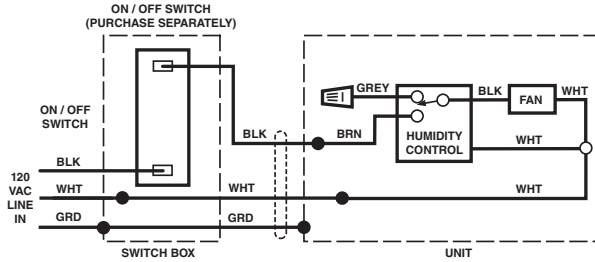 ON / OFF SWITCH
(PURCHASE SEPARATELY)
ON / OFF
SWITCH
120
VAC
LINE
IN
BLK
WHT
GRD
BLK
WHT
GRD
BRN
GREY
HUMIDITY
CONTROL
BLK
FAN
WHT
WHT
WHT
SWITCH BOX
UNIT